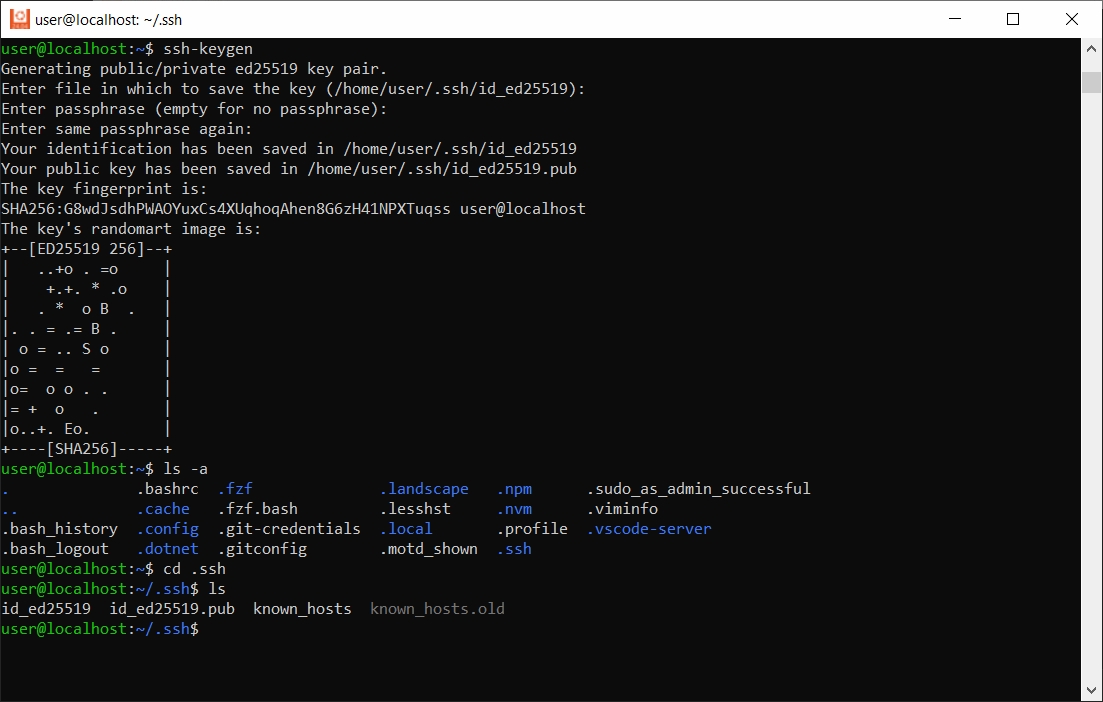 user@localhost: ~/.ssh
user@localhost:~$ ssh-keygen
Generating public/private ed25519 key pair.
Enter file in which to save the key (/home/user/.ssh/id_ed25519):
Enter passphrase (empty for no passphrase):
Enter same passphrase again:
Your identification has been saved in /home/user/.ssh/id_ed25519
Your public key has been saved in /home/user/.ssh/id_ed25519.pub
The key fingerprint is:
SHA256:G8wdJsdhPWAOYuxCs4XUqhoqAhen8G6zH41NPXTuqss user@localhost
The key's randomart image is:
+--[ED25519 256]--+
|   ..+o . =o     |
|    +.+. * .o    |
|   . *  o B  .   |
|. . = .= B .     |
| o = .. S o      |
|o =  =   =       |
|o=  o o . .      |
|= +  o   .       |
|o..+. Eo.        |
+----[SHA256]-----+
user@localhost:~$ ls -a
.              .bashrc  .fzf              .landscape  .npm      .sudo_as_admin_successful
..             .cache   .fzf.bash         .lesshst    .nvm      .viminfo
.bash_history  .config  .git-credentials  .local      .profile  .vscode-server
.bash_logout   .dotnet  .gitconfig        .motd_shown  .ssh
user@localhost:~$ cd .ssh
user@localhost:~/.ssh$ ls
id_ed25519  id_ed25519.pub  known_hosts  known_hosts.old
user@localhost:~/.ssh$